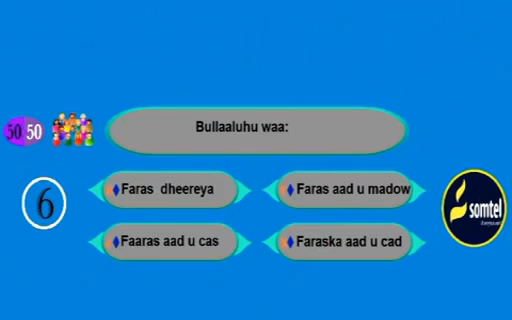 50 50
Bullaaluhu waa:
6
Faras dheereya
Faras aad u madow
Faaras aad u cas
Faraska aad u cad
somtel